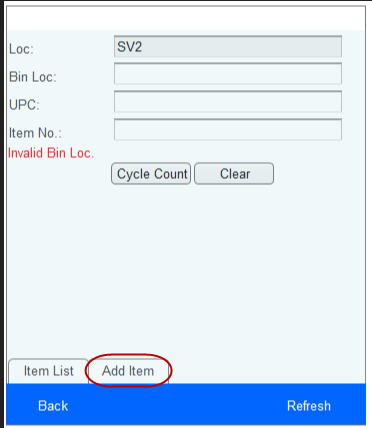 Loc: SV2
Bin Loc:
UPC:
Item No.:
Invalid Bin Loc.
Cycle Count Clear
Item List Add Item
Back Refresh